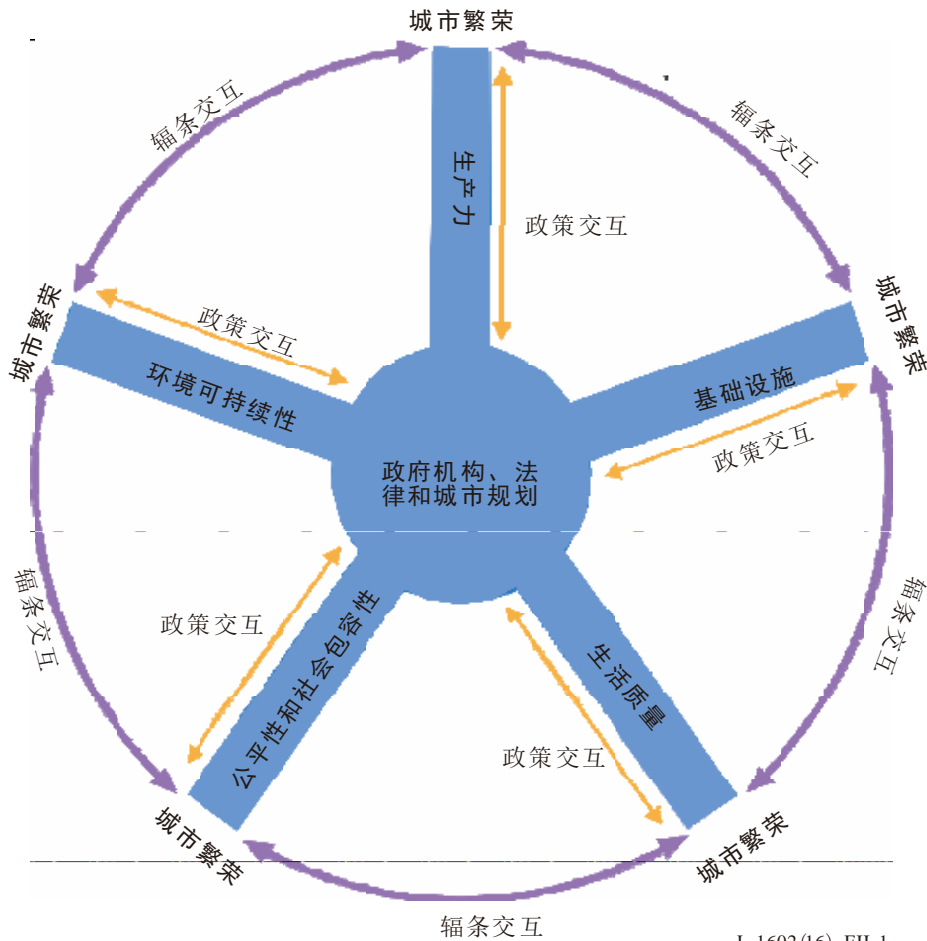 城市繁荣
辐条交互
辐条交互
生产力
政策交互
城市繁荣
政策交互
环境可持续性
城市繁荣
基础设施
政策交互
政府机构、法
律和城市规划
辐条交互
政策交互
公平性和社会包容性
生活质量
政策交互
辐条交互
城市繁荣
城市繁荣
辐条交互